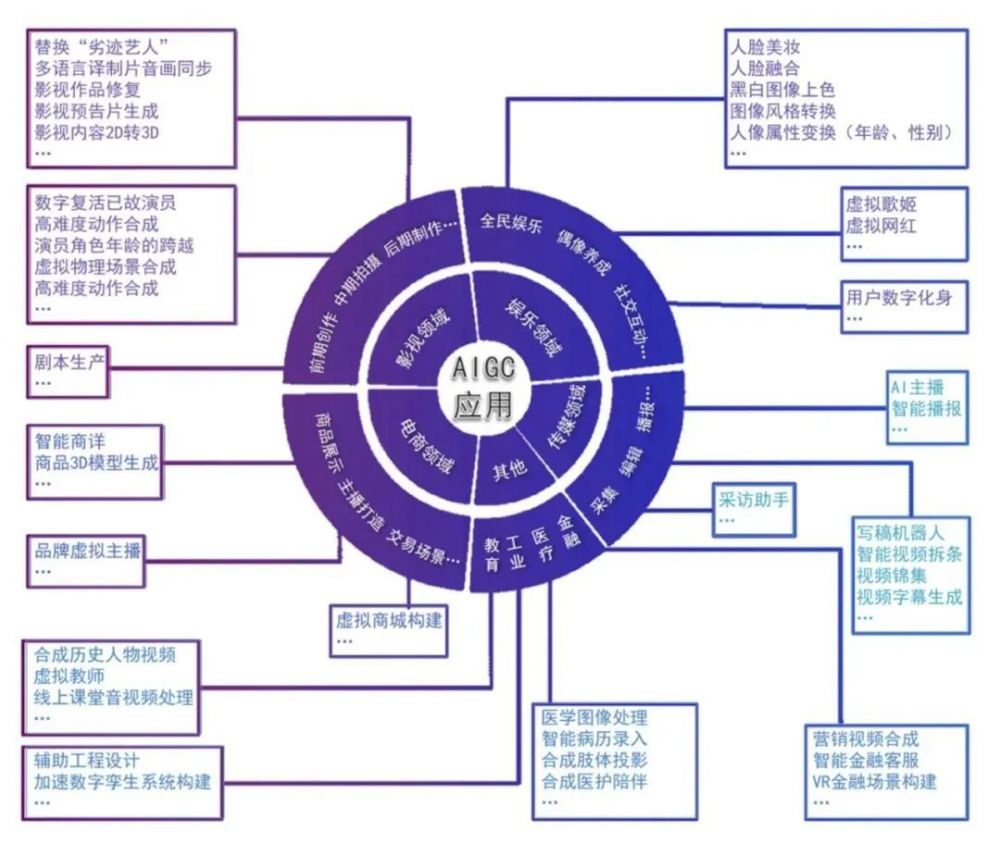 替换“劣迹艺人”
多语言译制片音画同步
影视作品修复
影视预告片生成
影视内容2D转3D
...
数字复活已故演员
高难度动作合成
演员角色年龄的跨越
虚拟物理场景合成
高难度动作合成
...
剧本生产
...
智能商详
商品3D模型生成
...
品牌虚拟主播
...
虚拟商城构建
...
合成历史人物视频
虚拟教师
线上课堂音视频处理
...
辅助工程设计
加速数字孪生系统构建
...
AIGC
应用
影视领域
娱乐领域
传媒领域
其他
电商领域
前期创作 中期拍摄 后期制作...
全民娱乐 偶像养成 社交互动...
采集 编辑 播报...
教育 工业 医疗 金融
商品展示 主播打造 交易场景...
人脸美妆
人脸融合
黑白图像上色
图像风格转换
人像属性变换（年龄、性别）
...
虚拟歌姬
虚拟网红
...
用户数字化身
...
AI主播
智能播报
...
采访助手
...
写稿机器人
智能视频拆条
视频锦集
视频字幕生成
...
医学图像处理
智能病历录入
合成肢体投影
合成医护陪伴
...
营销视频合成
智能金融客服
VR金融场景构建
...